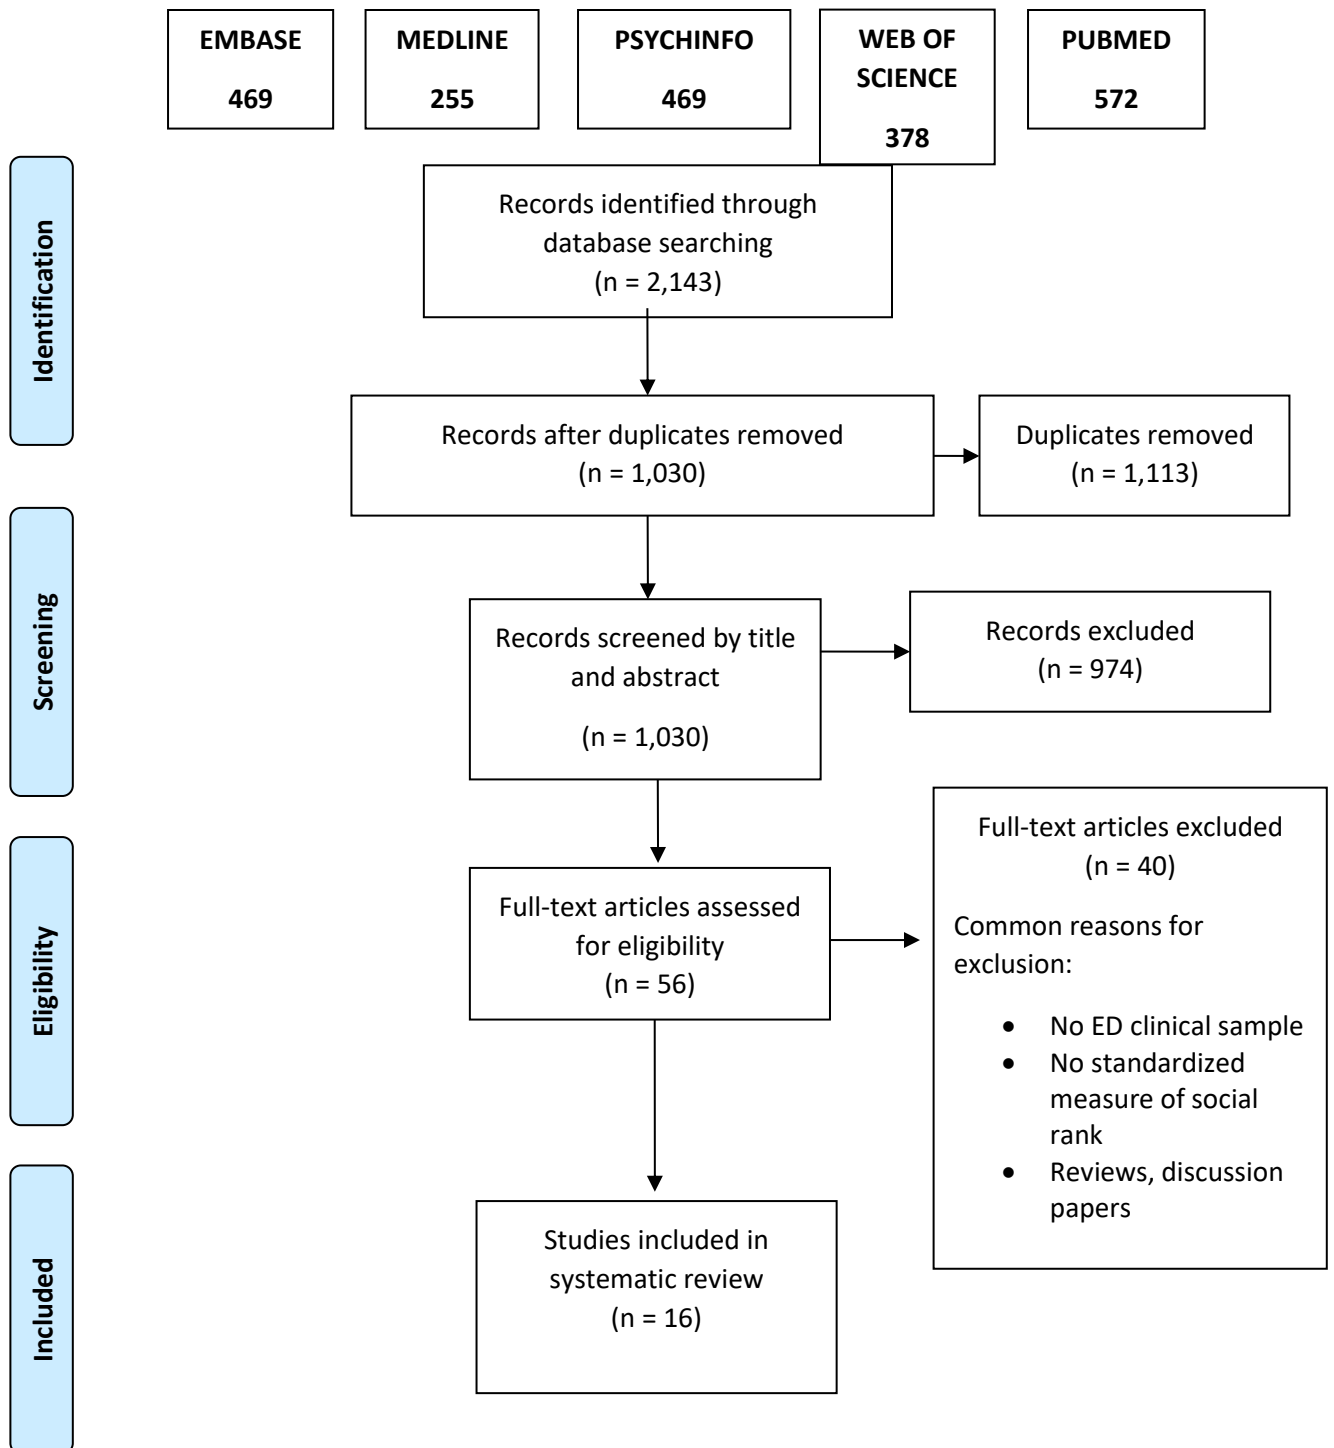 EMBASE
469
MEDLINE
255
PSYCHINFO
469
WEB OF
SCIENCE
378
PUBMED
572
Identification
Records identified through
database searching
(n = 2,143)
Records after duplicates removed
(n = 1,030)
Duplicates removed
(n = 1,113)
Screening
Records screened by title
and abstract
(n = 1,030)
Records excluded
(n = 974)
Eligibility
Full-text articles assessed
for eligibility
(n = 56)
Full-text articles excluded
(n = 40)
Common reasons for
exclusion:
• No ED clinical sample
• No standardized
measure of social
rank
• Reviews, discussion
papers
Included
Studies included in
systematic review
(n = 16)